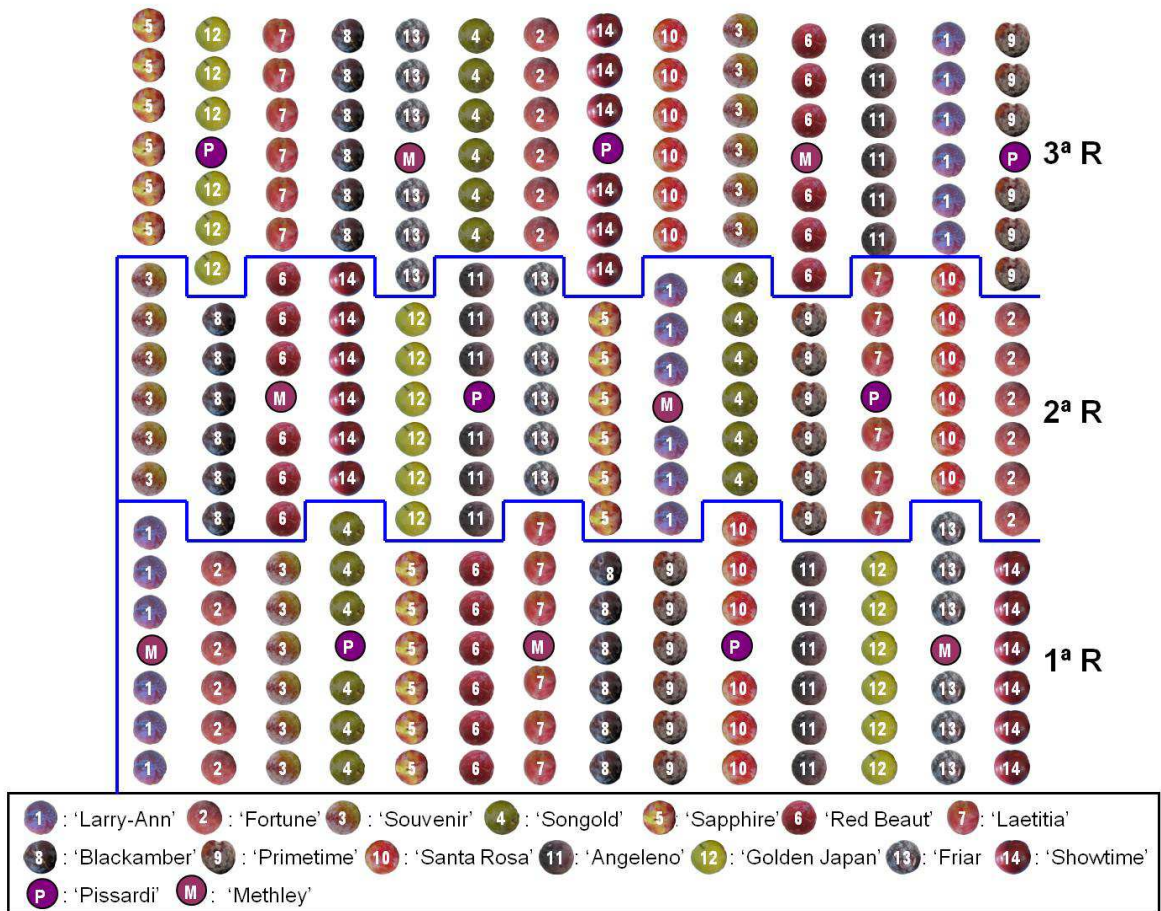 5 12 7 8 13 4 2 14 10 3 6 11 1 9
5 12 7 8 13 4 2 14 10 3 6 11 1 9
5 12 7 8 13 4 2 14 10 3 6 11 1 9
5 P 7 8 M 4 2 P 10 3 M 11 1 P 3ª R
5 12 7 8 13 4 2 14 10 3 6 11 1 9
5 12 7 8 13 4 2 14 10 3 6 11 1 9
3 12 6 14 13 11 13 14 1 4 6 7 10 9
3 8 6 14 12 11 13 5 1 4 9 7 10 2
3 8 6 14 12 11 13 5 1 4 9 7 10 2
3 8 M 14 12 P 13 5 M 4 9 P 10 2 2ª R
3 8 6 14 12 11 13 5 1 4 9 7 10 2
3 8 6 14 12 11 13 5 1 4 9 7 10 2
1 8 6 4 12 11 7 5 1 10 9 7 13 2
1 2 3 4 5 6 7 8 9 10 11 12 13 14
1 2 3 4 5 6 7 8 9 10 11 12 13 14
M 2 3 P 5 6 M 8 9 P 11 12 M 14 1ª R
1 2 3 4 5 6 7 8 9 10 11 12 13 14
1 2 3 4 5 6 7 8 9 10 11 12 13 14
1 2 3 4 5 6 7 8 9 10 11 12 13 14
1 : 'Larry-Ann' 2 : 'Fortune' 3 : 'Souvenir' 4 : 'Songold' 5 : 'Sapphire' 6 : 'Red Beaut' 7 : 'Laetitia'
8 : 'Blackamber' 9 : 'Primetime' 10 : 'Santa Rosa' 11 : 'Angeleno' 12 : 'Golden Japan' 13 : 'Friar 14 : 'Showtime'
P : 'Pissardi' M : 'Methley'